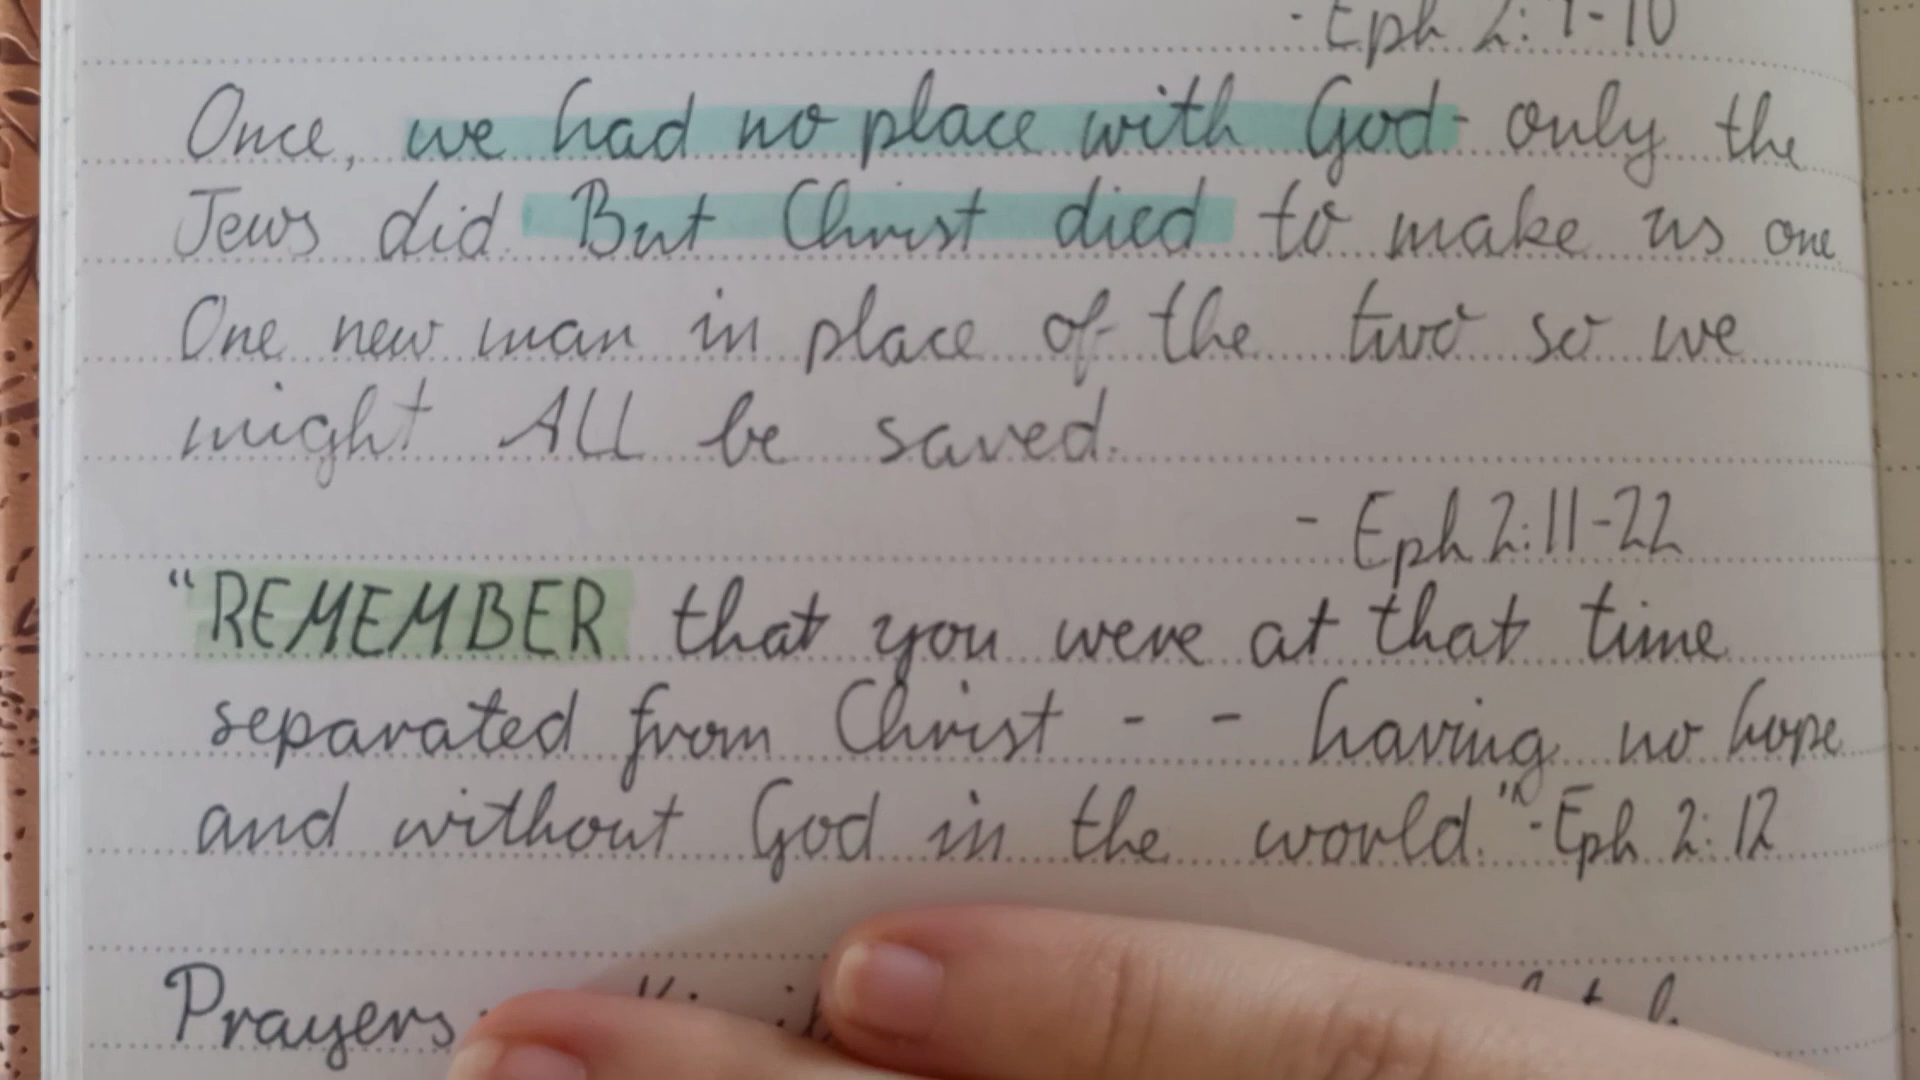 - Eph 2: 1-10
Once, we had no place with God - only the
Jews did. But Christ died to make us one
One new man in place of the two so we
might ALL be saved.
- Eph 2:11-22
"REMEMBER that you were at that time
separated from Christ - - having no hope
and without God in the world." - Eph 2: 12
Prayers